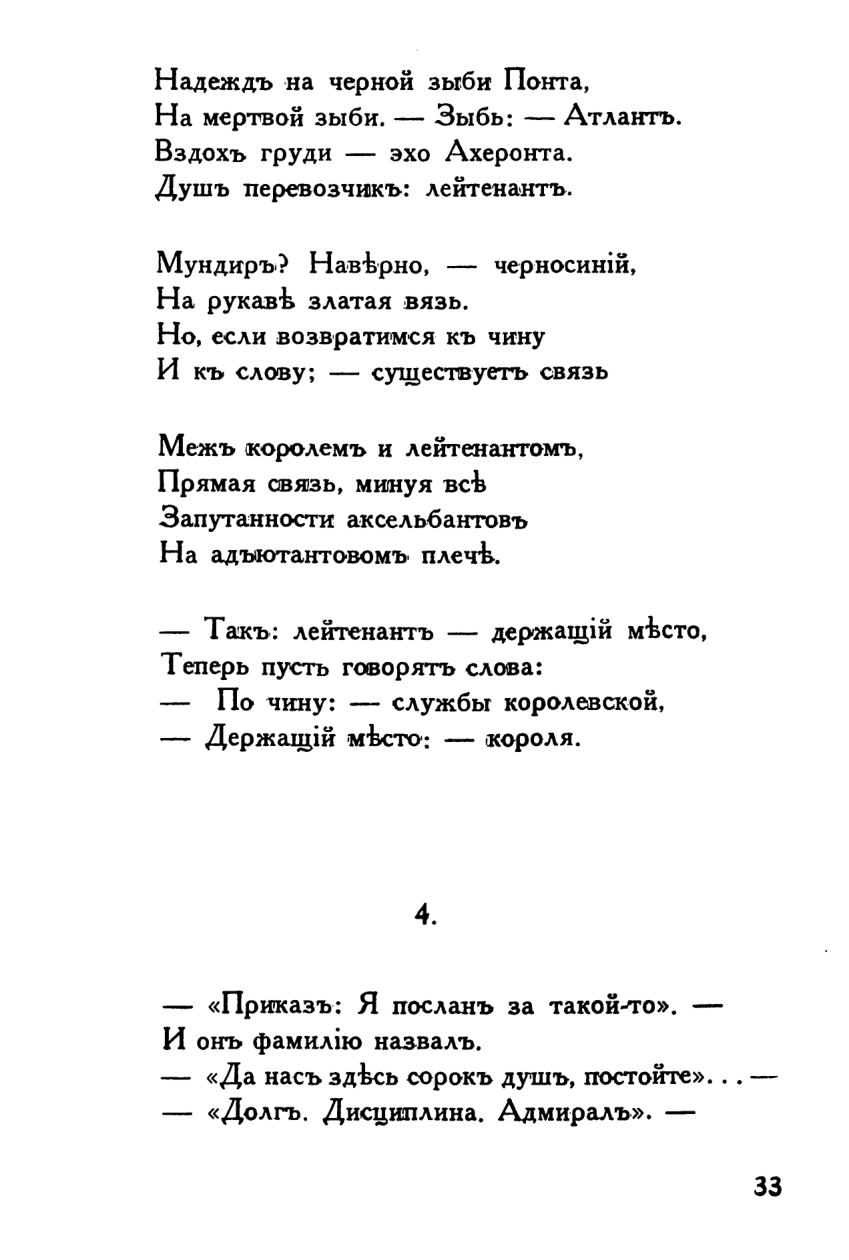 Надеждъ на черной зыби Понта,
На мертвой зыби. — Зыбь: — Атлантъ.
Вздохъ груди — эхо Ахеронта.
Душъ перевозчикъ: лейтенантъ.
Мундиръ? Навѣрно, — черносиній,
На рукавѣ златая вязь.
Но, если возвратимся къ чину
И къ слову; — существуетъ связь
Межъ королемъ и лейтенантомъ,
Прямая связь, минуя всѣ
Запутанности аксельбантовъ
На адъютантовомъ плечѣ.
— Такъ: лейтенантъ — держащій мѣсто,
Теперь пусть говорятъ слова:
— По чину: — службы королевской,
— Держащій мѣсто: — короля.
4.
— «Приказъ: Я посланъ за такой-то». —
И онъ фамилію назвалъ.
— «Да насъ здѣсь сорокъ душъ, постойте»... —
— «Долгъ. Дисциплина. Адмиралъ». —
33